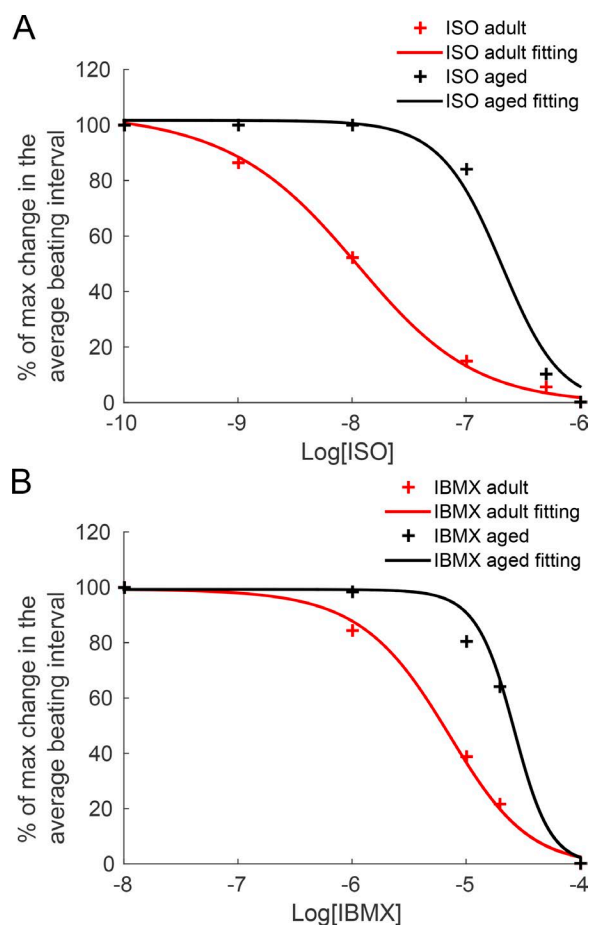 A
ISO adult
ISO adult fitting
ISO aged
ISO aged fitting
% of max change in the
average beating interval
120
100
80
60
40
20
0
-10
-9
-8
-7
-6
Log[ISO]
B
IBMX adult
IBMX adult fitting
IBMX aged
IBMX aged fitting
% of max change in the
average beating interval
120
100
80
60
40
20
0
-8
-7
-6
-5
-4
Log[IBMX]